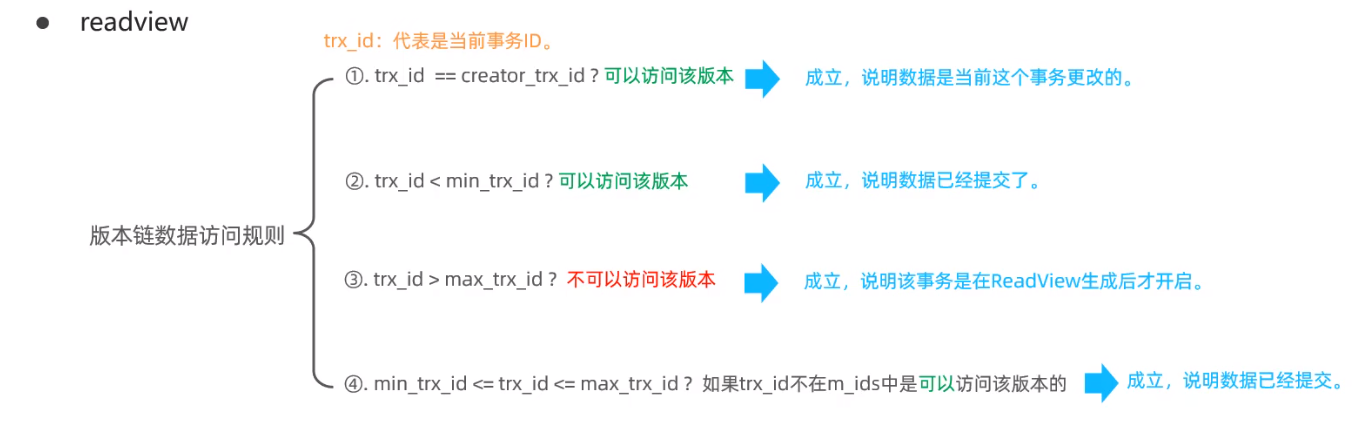 ● readview
trx_id：代表是当前事务ID。
①. trx_id == creator_trx_id ? 可以访问该版本 成立，说明数据是当前这个事务更改的。
②. trx_id < min_trx_id ? 可以访问该版本 成立，说明数据已经提交了。
版本链数据访问规则
③. trx_id > max_trx_id ? 不可以访问该版本 成立，说明该事务是在ReadView生成后才开启。
④. min_trx_id <= trx_id <= max_trx_id ? 如果trx_id不在m_ids中是可以访问该版本的 成立，说明数据已经提交。